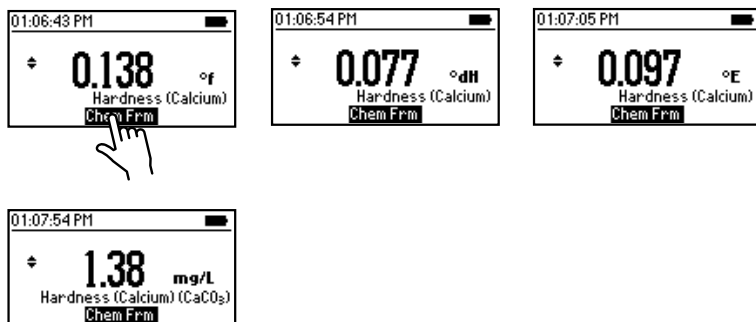 01:06:43 PM
0.138 °f
Hardness (Calcium)
Chem Frm
01:06:54 PM
0.077 °dH
Hardness (Calcium)
Chem Frm
01:07:05 PM
0.097 °E
Hardness (Calcium)
Chem Frm
01:07:54 PM
1.38 mg/L
Hardness (Calcium) (CaCO₃)
Chem Frm